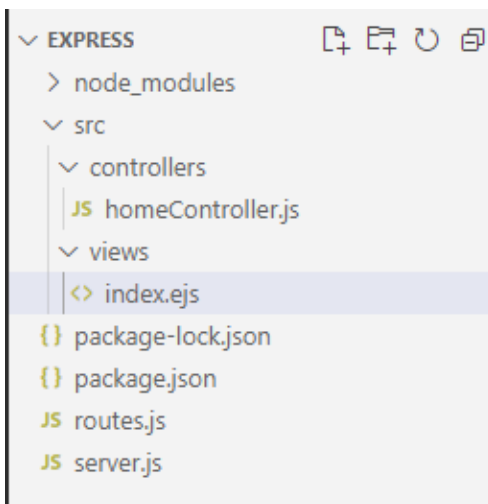 EXPRESS
node_modules
src
controllers
JS homeController.js
views
<> index.ejs
{} package-lock.json
{} package.json
JS routes.js
JS server.js